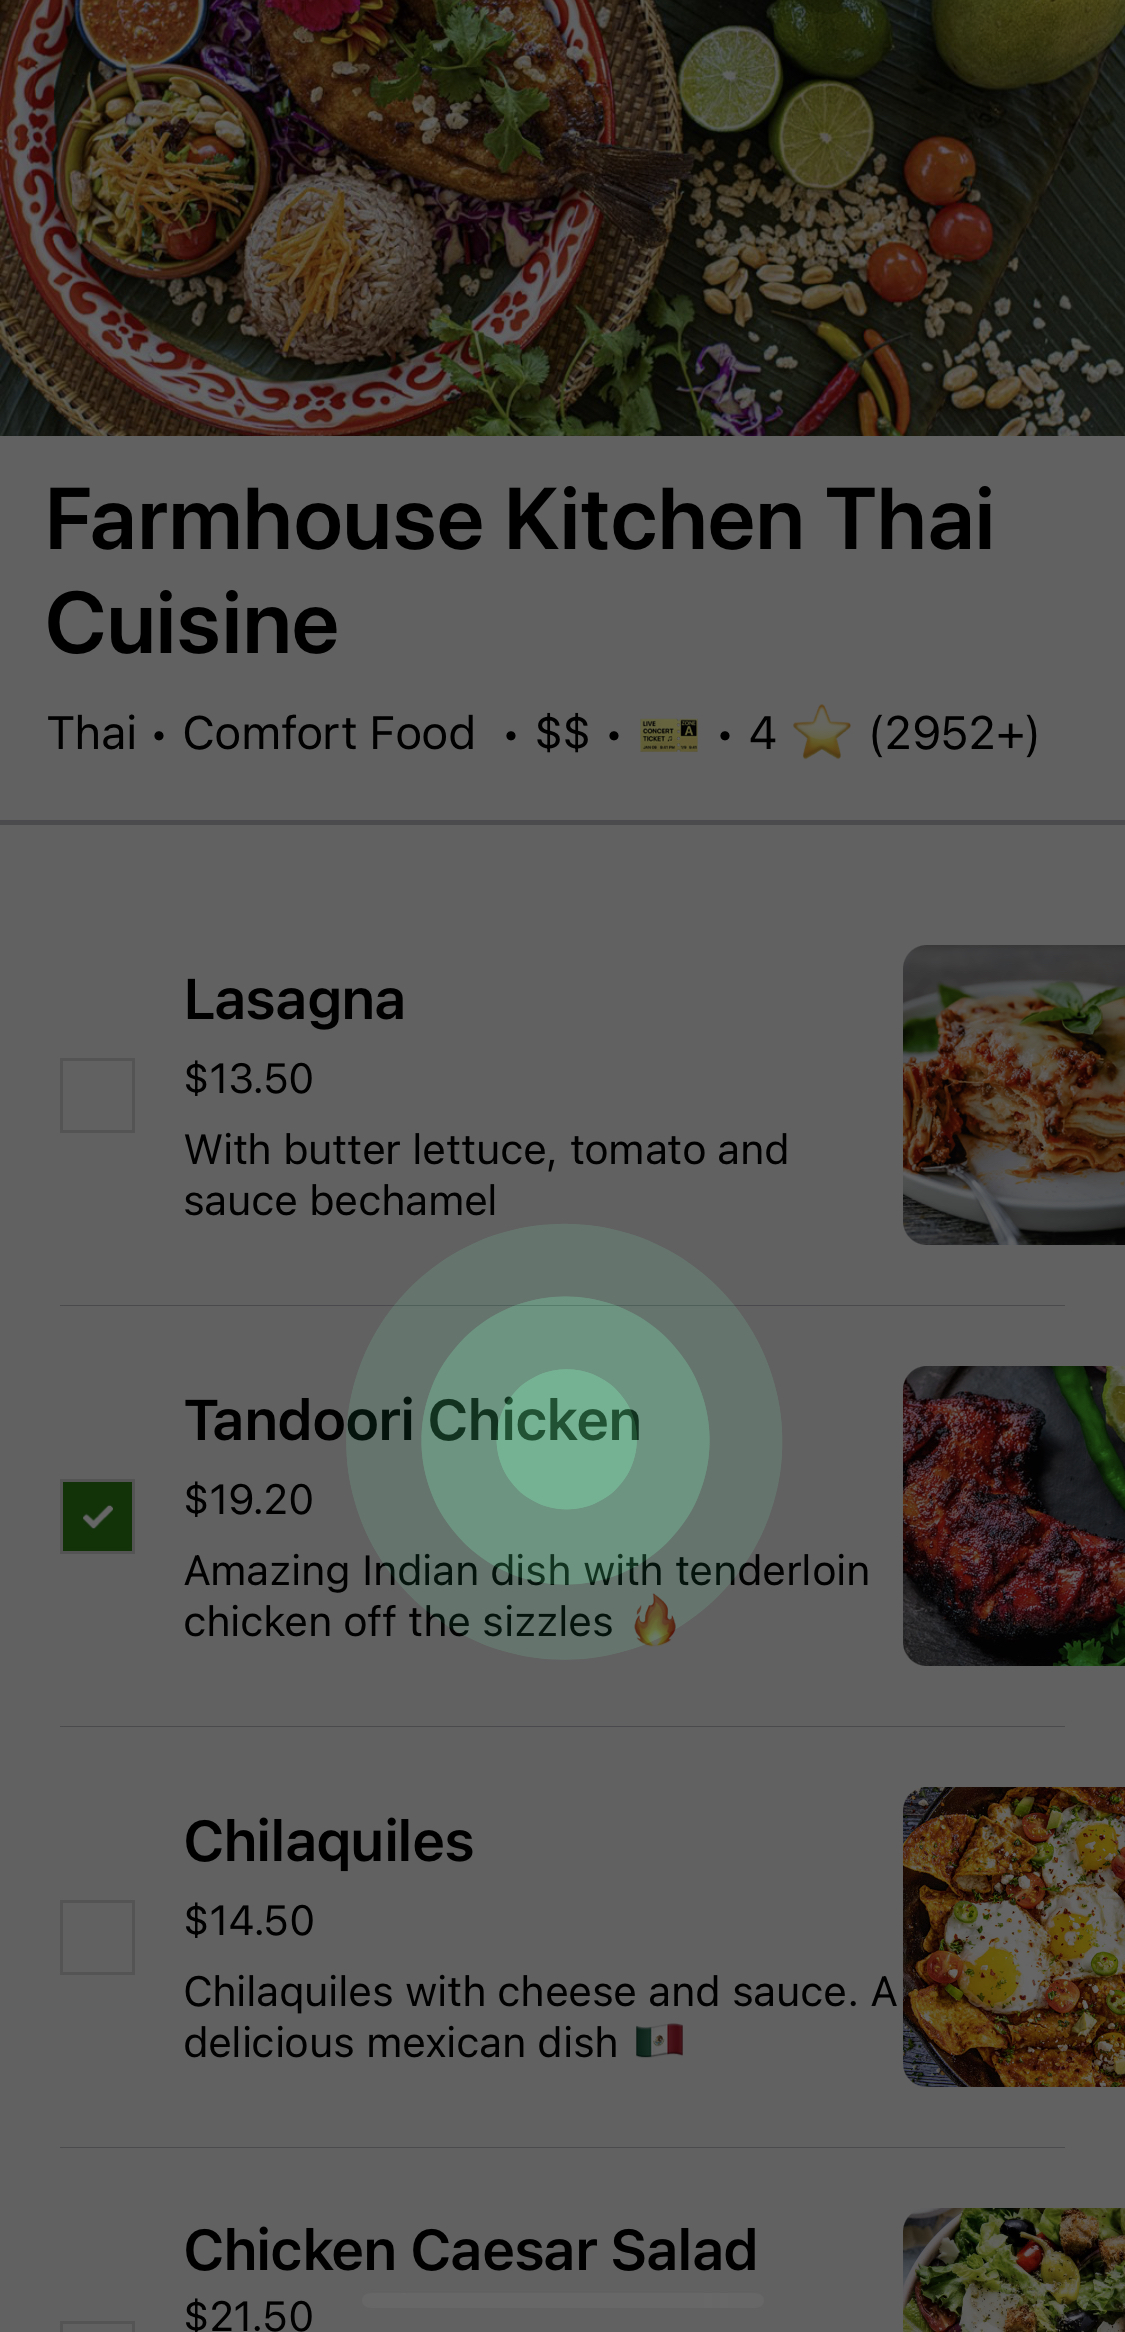 Farmhouse Kitchen Thai
Cuisine
Thai • Comfort Food • $$ • 🎫 • 4 ⭐ (2952+)
Lasagna
$13.50
With butter lettuce, tomato and
sauce bechamel
Tandoori Chicken
$19.20
Amazing Indian dish with tenderloin
chicken off the sizzles 🔥
Chilaquiles
$14.50
Chilaquiles with cheese and sauce. A
delicious mexican dish 🇲🇽
Chicken Caesar Salad
$21.50